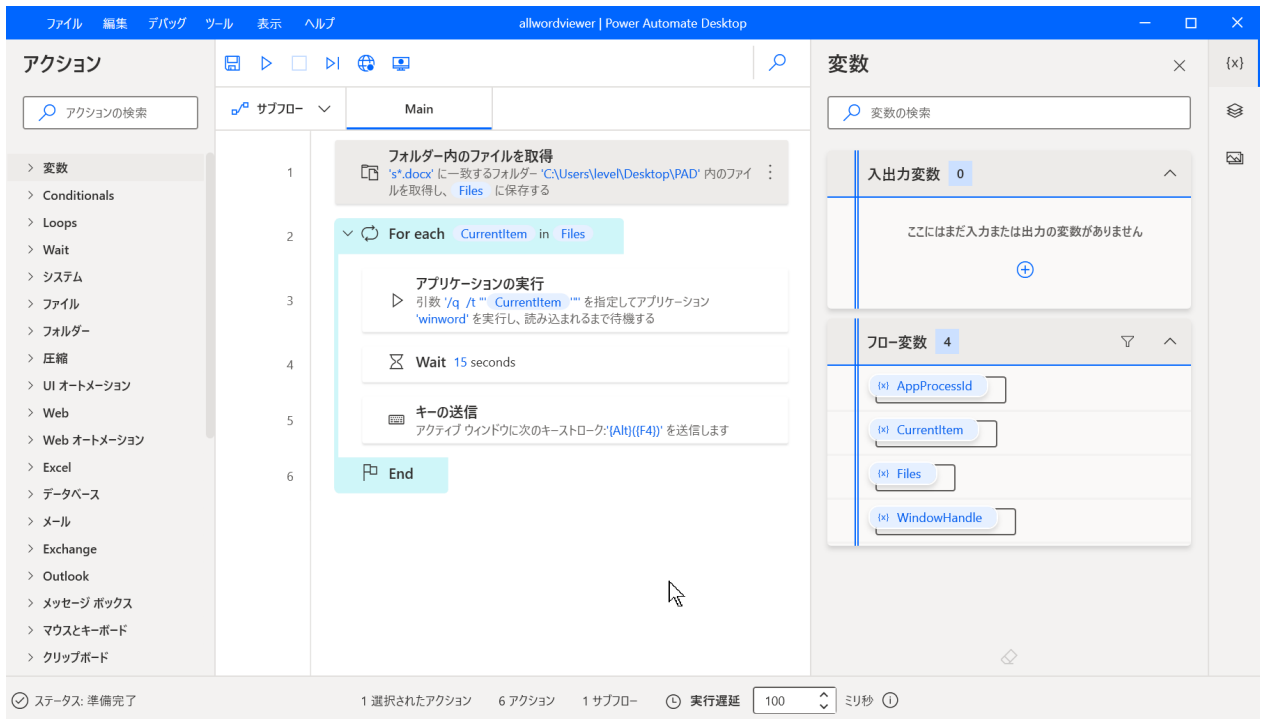 ファイル 編集 デバッグ ツール 表示 ヘルプ allwordviewer | Power Automate Desktop
アクション
アクションの検索
変数
Conditionals
Loops
Wait
システム
ファイル
フォルダー
圧縮
UI オートメーション
Web
Web オートメーション
Excel
データベース
メール
Exchange
Outlook
メッセージ ボックス
マウスとキーボード
クリップボード
サブフロー Main
1
フォルダー内のファイルを取得
's*.docx' に一致するフォルダー 'C:\Users\level\Desktop\PAD' 内のファイ
ルを取得し、 Files に保存する
2 For each CurrentItem in Files
3
アプリケーションの実行
引数 '/q /t "' CurrentItem '"' を指定してアプリケーション
'winword' を実行し、読み込まれるまで待機する
4 Wait 15 seconds
5
キーの送信
アクティブ ウィンドウに次のキーストローク:'{Alt}({F4})' を送信します
6 End
変数
{x}
変数の検索
入出力変数 0
ここにはまだ入力または出力の変数がありません
フロー変数 4
{x} AppProcessId
{x} CurrentItem
{x} Files
{x} WindowHandle
ステータス: 準備完了 1 選択されたアクション 6 アクション 1 サブフロー 実行遅延 100 ミリ秒